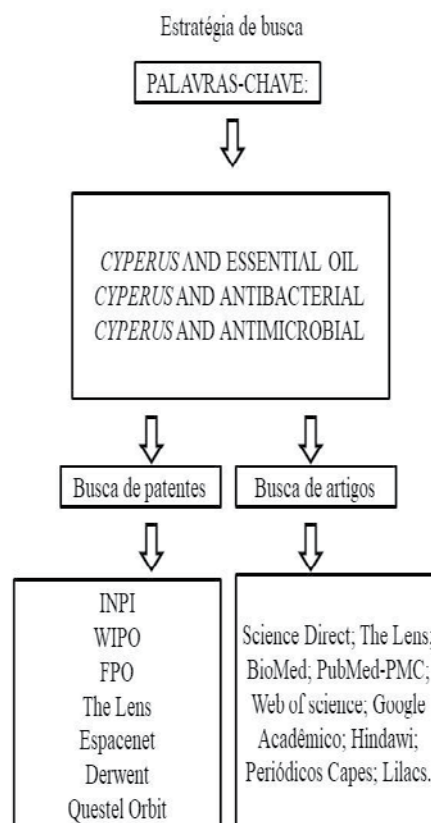 Estratégia de busca
PALAVRAS-CHAVE:
CYPERUS AND ESSENTIAL OIL
CYPERUS AND ANTIBACTERIAL
CYPERUS AND ANTIMICROBIAL
Busca de patentes
Busca de artigos
INPI
WIPO
FPO
The Lens
Espacenet
Derwent
Questel Orbit
Science Direct; The Lens;
BioMed; PubMed-PMC;
Web of science; Google
Acadêmico; Hindawi;
Periódicos Capes; Lilacs.